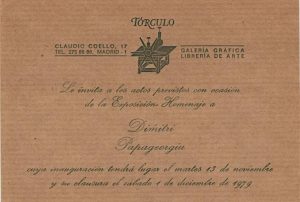 TÓRCULO
CLAUDIO COELLO, 17
TEL. 275 86 86, MADRID - 1
GALERÍA GRÁFICA
LIBRERÍA DE ARTE
Le invita a los actos previstos con ocasión
de la Exposición Homenaje a
Dimitri
Papageorgiu
cuya inauguración tendrá lugar el martes 13 de noviembre
y su clausura el sábado 1 de diciembre de 1979